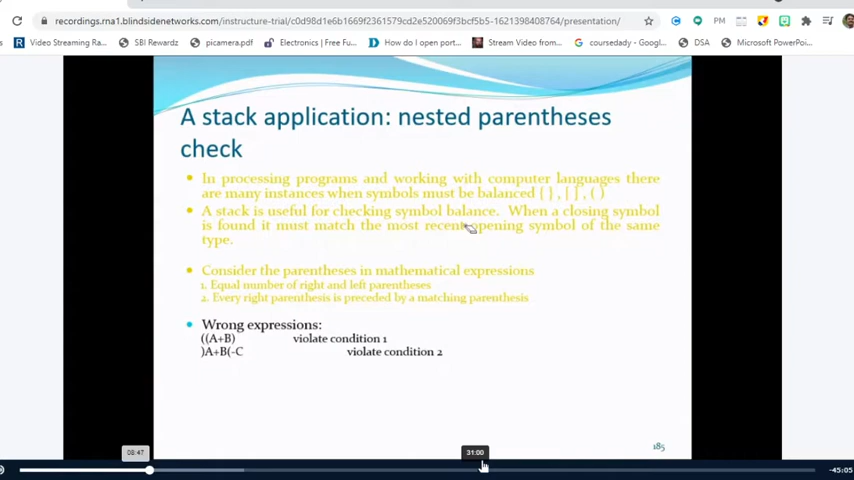 recordings.rna1.blindsidenetworks.com/instructure-trial/c0d98d1e6b1669f2361579cd2e520069f3bcf5b5-1621398408764/presentation/
Video Streaming Ra... SBI Rewardz picamera.pdf Electronics | Free Fu... How do I open port... Stream Video from... coursedady - Googl... DSA Microsoft PowerPoi...
A stack application: nested parentheses
check
In processing programs and working with computer languages there
are many instances when symbols must be balanced { } , [ ] , ( )
A stack is useful for checking symbol balance. When a closing symbol
is found it must match the most recent opening symbol of the same
type.
Consider the parentheses in mathematical expressions
1. Equal number of right and left parentheses
2. Every right parenthesis is preceded by a matching parenthesis
Wrong expressions:
((A+B) violate condition 1
)A+B(-C violate condition 2
185
08:47 31:00
-45:05